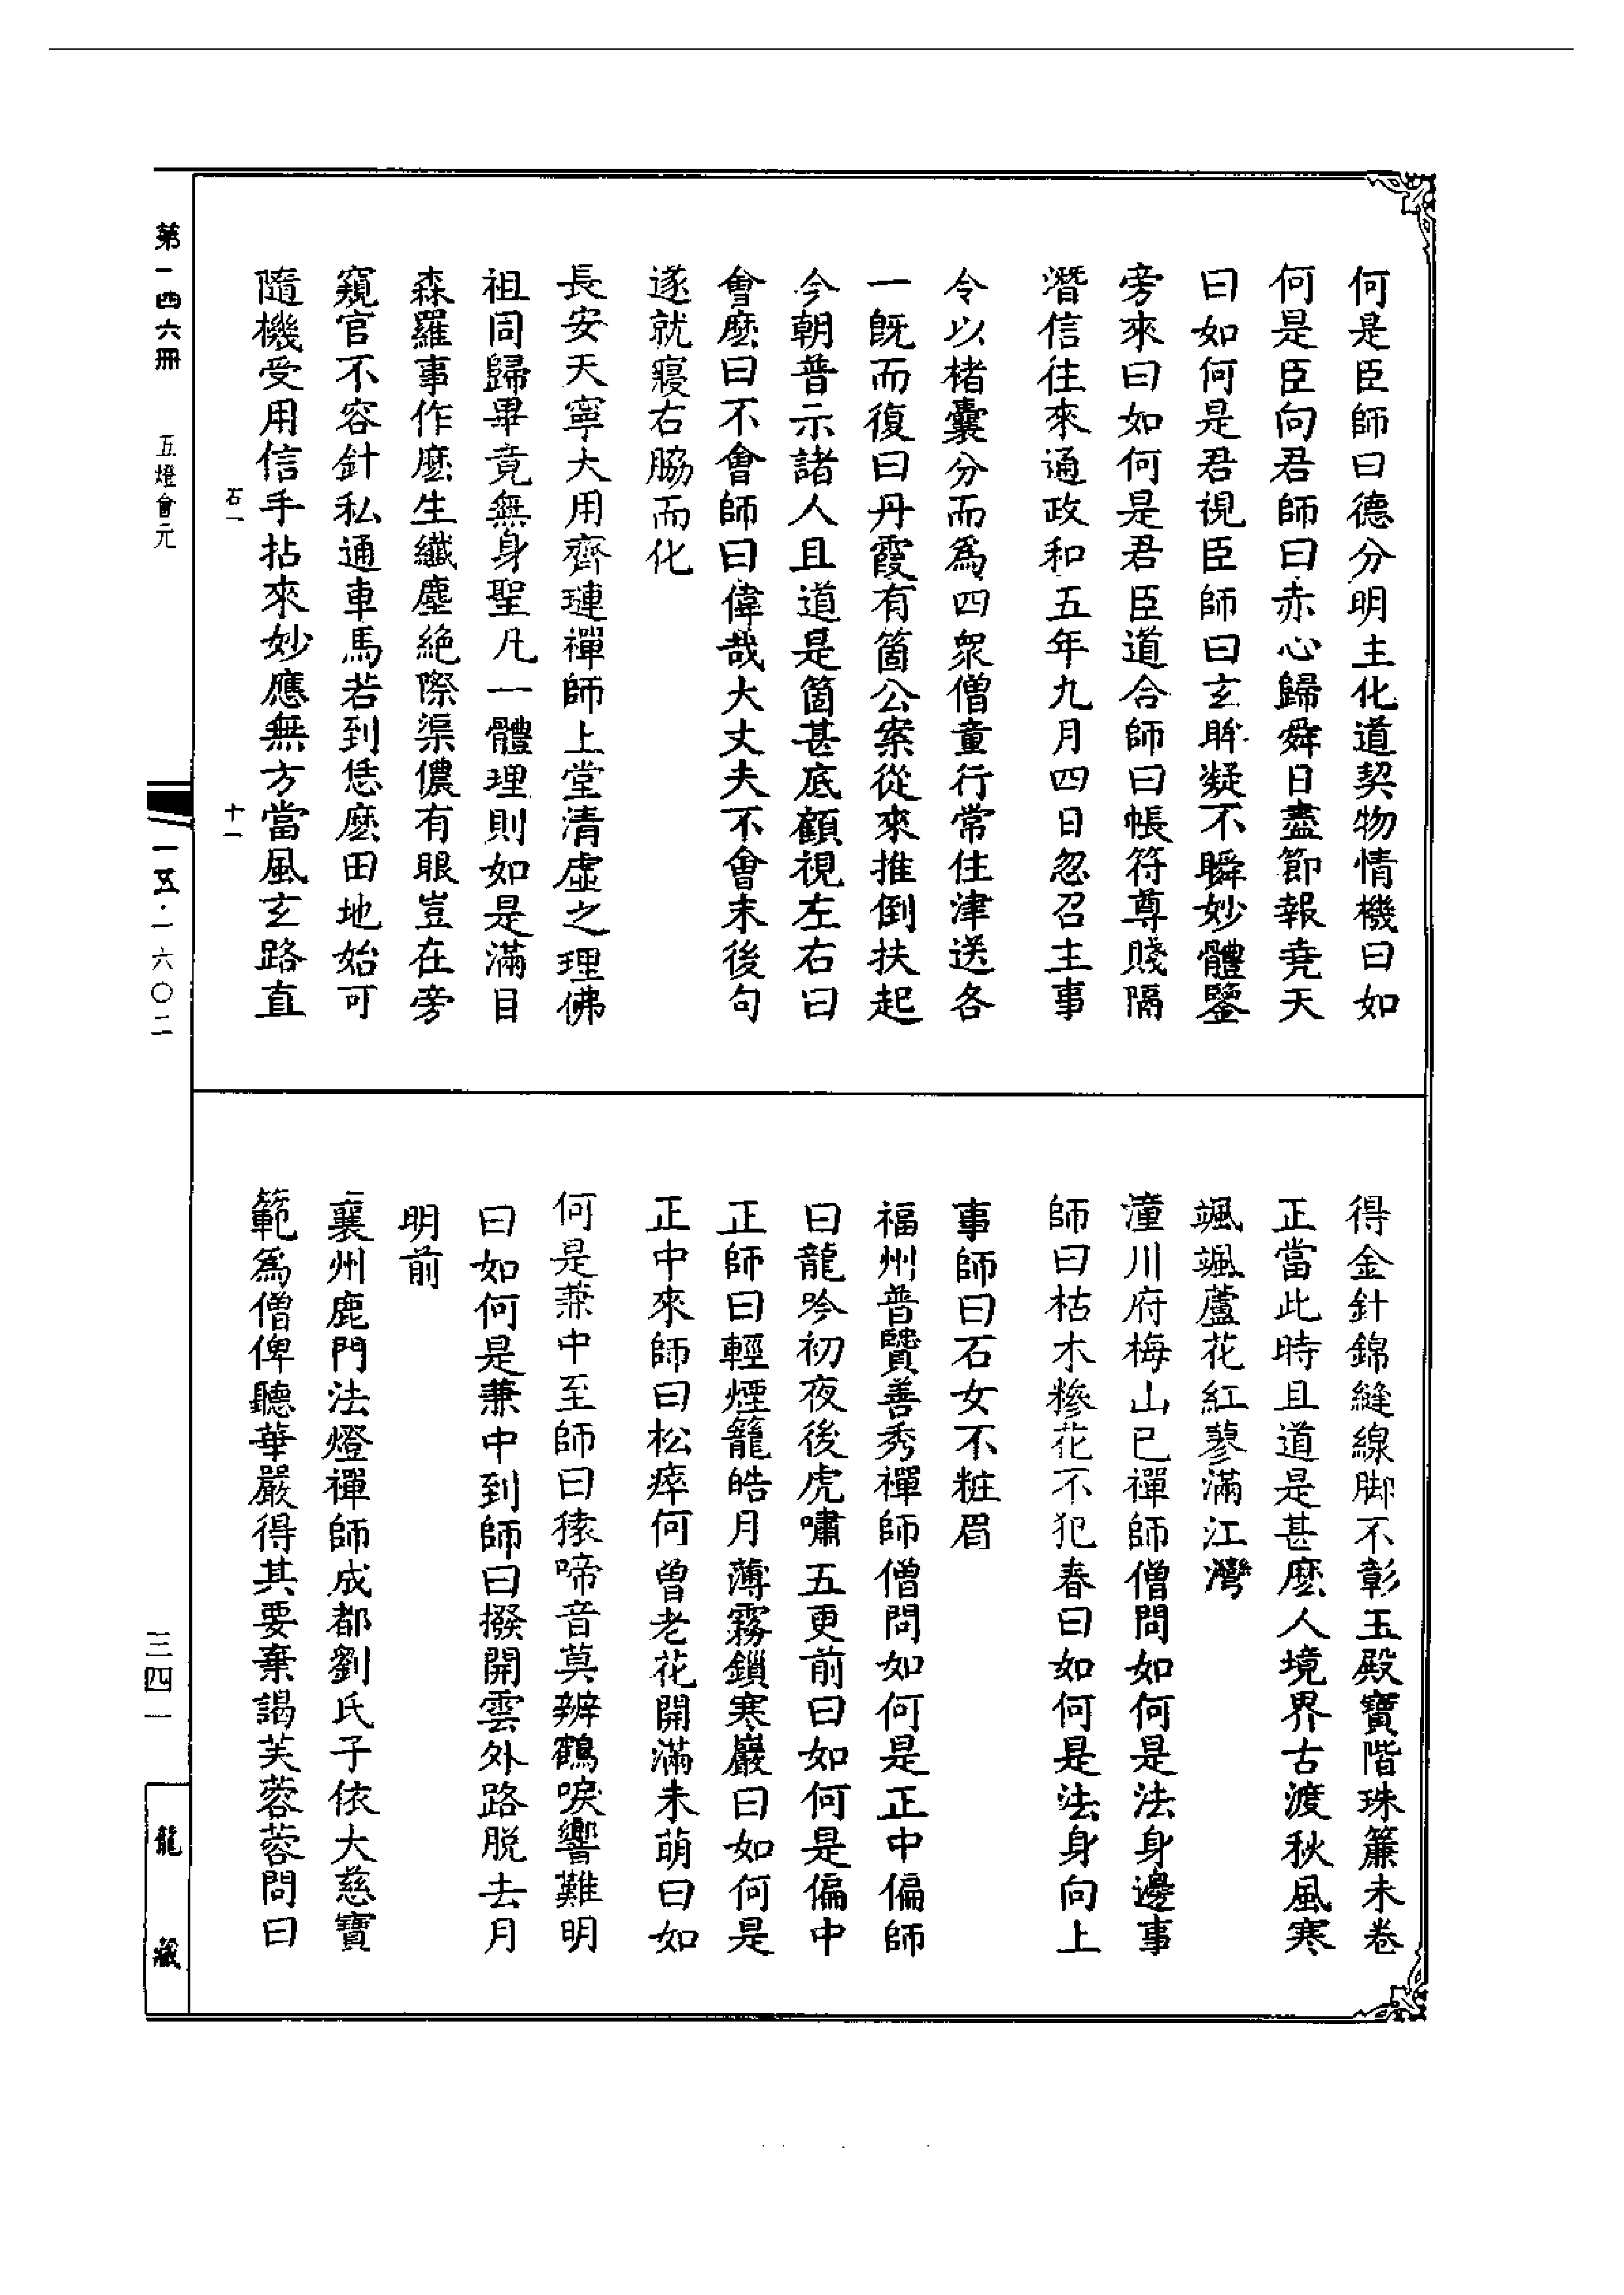 何是臣師曰德分明主化道契物情機曰如
何是臣向君師曰赤心歸舜日盡節報堯天
曰如何是君視臣師曰玄眸凝不瞬妙體鑒
旁來曰如何是君臣道合師曰帳符尊賤隔
潛信往來通政和五年九月四日忽召主事
令以楮囊分而為四眾僧童行常住津送各
一既而復曰丹霞有箇公案從來推倒扶起
今朝普示諸人且道是箇甚底顧視左右曰
會麼曰不會師曰偉哉大丈夫不會末後句
遂就寢右脇而化
長安天寧大用齊璉禪師上堂清虛之理佛
祖同歸畢竟無身聖凡一體理則如是滿目
森羅事作麼生纖塵絕際渠儂有眼豈在旁
窺官不容針私通車馬若到恁麼田地始可
隨機受用信手拈來妙應無方當風玄路直
石一
十一
得金針錦縫線脚不彰玉殿寶階珠簾未卷
正當此時且道是甚麼人境界古渡秋風寒
颯颯蘆花紅蓼滿江灣
潼川府梅山己禪師僧問如何是法身邊事
師曰枯木糝花不犯春曰如何是法身向上
事師曰石女不粧眉
福州普賢善秀禪師僧問如何是正中偏師
曰龍吟初夜後虎嘯五更前曰如何是偏中
正師曰輕煙籠皓月薄霧鎖寒巖曰如何是
正中來師曰松瘁何曾老花開滿未萌曰如
何是兼中至師曰猿啼音莫辨鶴唳響難明
曰如何是兼中到師曰撥開雲外路脫去月
明前
襄州鹿門法燈禪師成都劉氏子依大慈寶
範為僧俾聽華嚴得其要棄謁芙蓉蓉問曰
第一四六冊
五燈會元
一五·一六〇二
三四一
龍藏